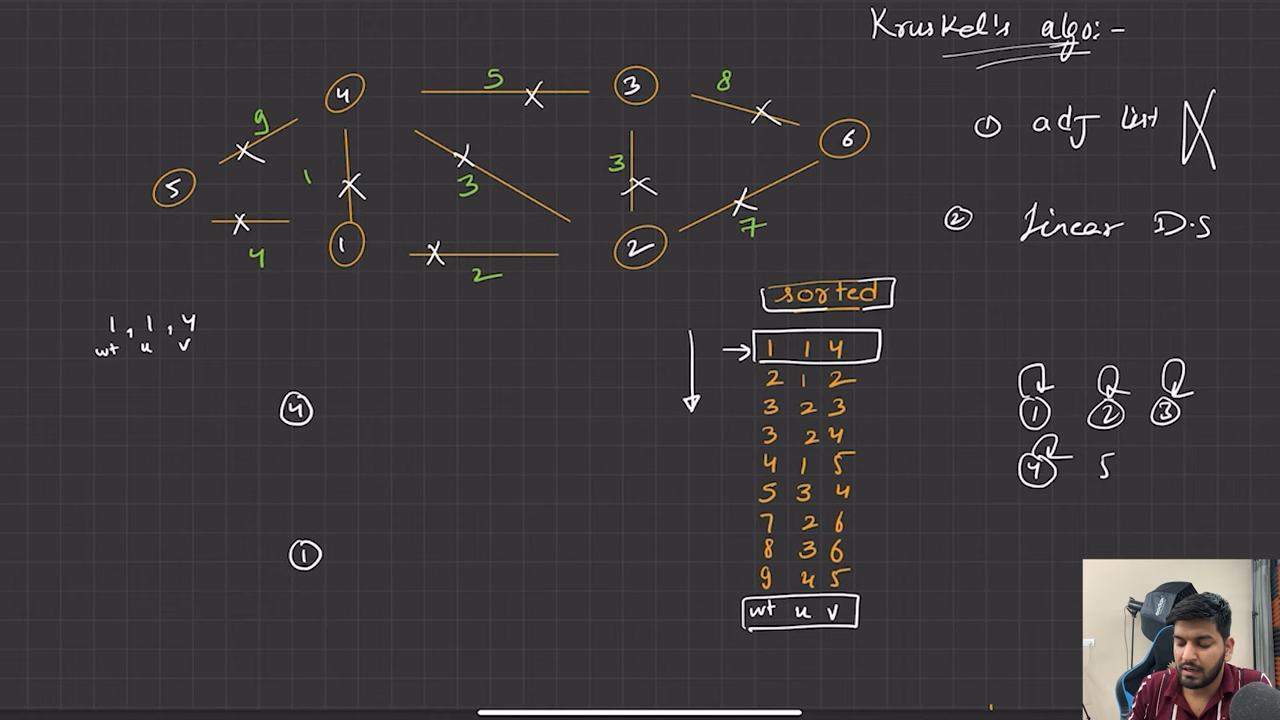 Kruskel's algo:-
① adj list
② linear D.S
4
5
3
8
6
9
5
1
3
3
7
4
1
2
2
sorted
1, 1, 4
wt u v
1 1 4
2 1 2
3 2 3
3 2 4
4 1 5
5 3 4
7 2 6
8 3 6
9 4 5
wt u v
4
1
1 2 3
4 5